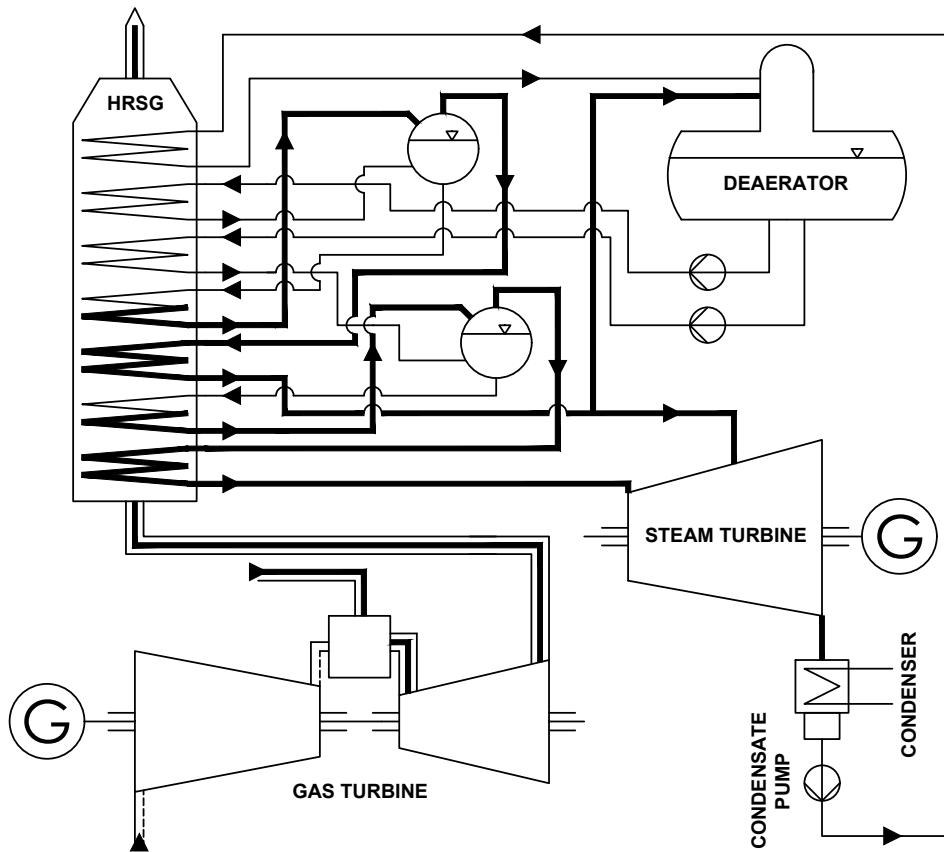 HRSG
DEAERATOR
STEAM TURBINE
G
G
GAS TURBINE
CONDENSATE
PUMP
CONDENSER